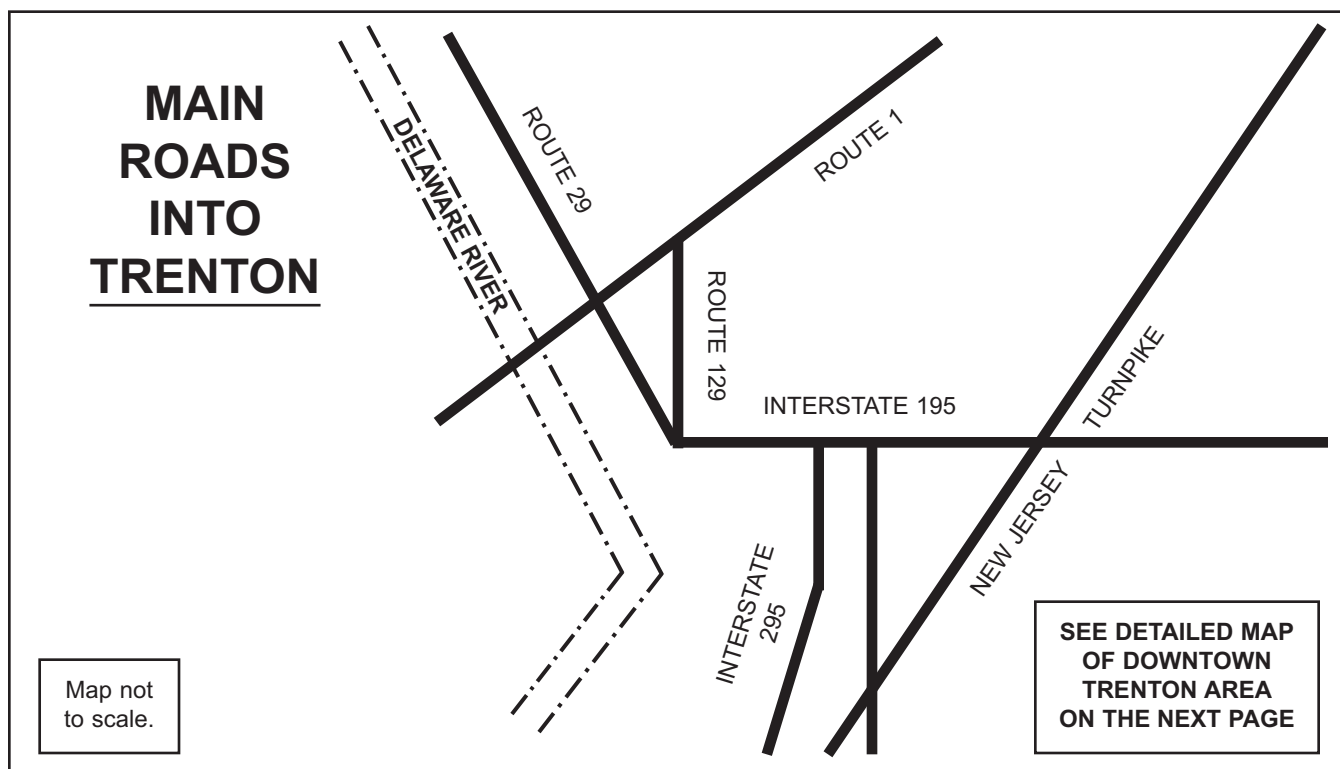 MAIN
ROADS
INTO
TRENTON
DELAWARE RIVER
ROUTE 29
ROUTE 1
ROUTE 129
INTERSTATE 195
NEW JERSEY
TURNPIKE
INTERSTATE
295
Map not
to scale.
SEE DETAILED MAP
OF DOWNTOWN
TRENTON AREA
ON THE NEXT PAGE